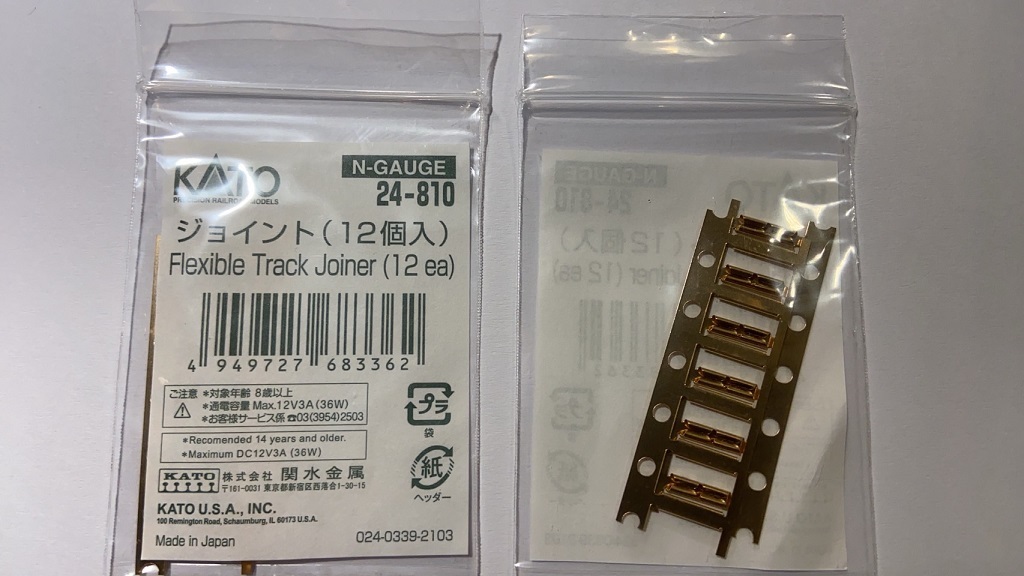 KATO
PRECISION RAILROAD MODELS
N-GAUGE
24-810
ジョイント(12個入)
Flexible Track Joiner (12 ea)
4 949727 683362
ご注意 *対象年齢 8歳以上
*通電容量 Max.12V3A(36W)
*お客様サービス係 ☎03(3954)2503
*Recomended 14 years and older.
*Maximum DC12V3A (36W)
プラ
袋
紙
ヘッダー
KATO 株式会社 関水金属
〒161-0031 東京都新宿区西落合1-30-15
KATO U.S.A., INC.
100 Remington Road, Schaumburg, IL 60173 U.S.A.
Made in Japan
024-0339-2103